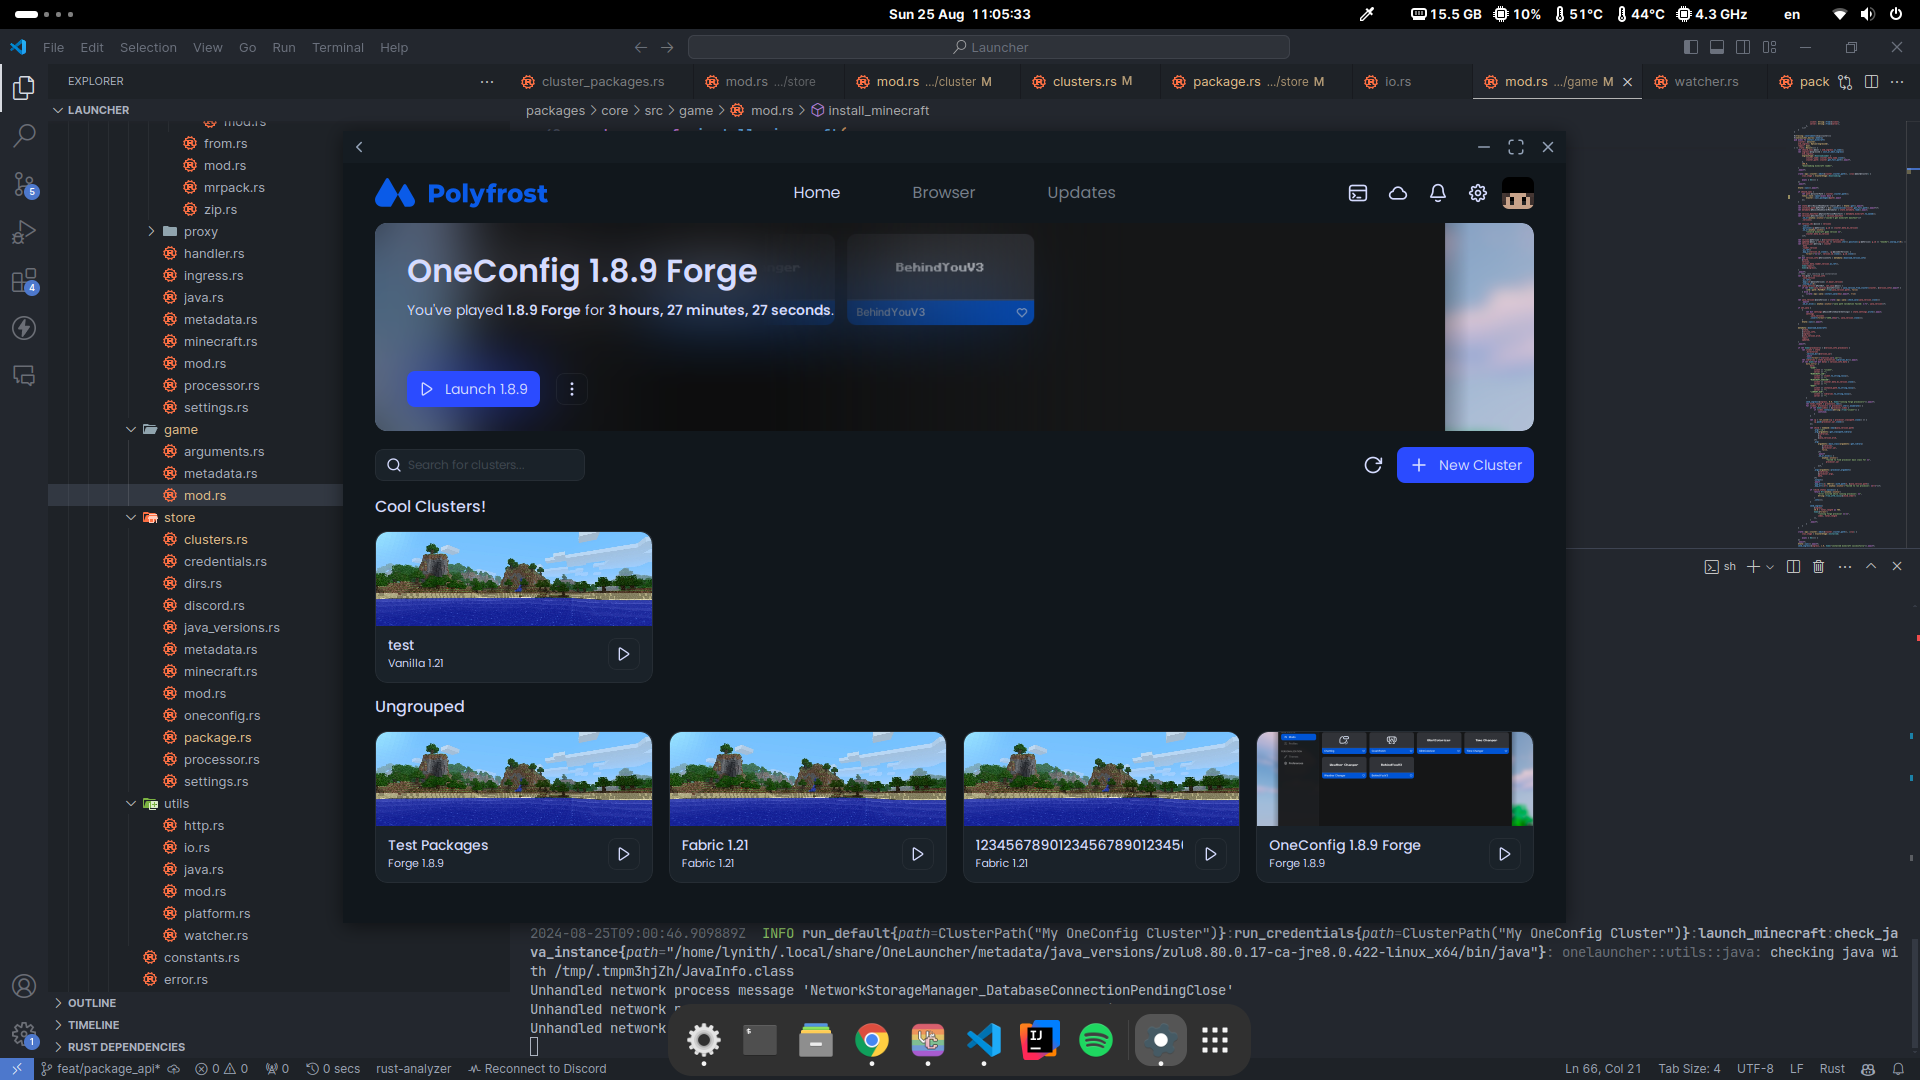 Sun 25 Aug 11:05:33
15.5 GB 10% 51°C 44°C 4.3 GHz en
File Edit Selection View Go Run Terminal Help
Launcher
EXPLORER
cluster_packages.rs mod.rs .../store mod.rs .../cluster M clusters.rs M package.rs .../store M io.rs mod.rs .../game M watcher.rs pack
LAUNCHER
packages core src game mod.rs install_minecraft
mod.rs
from.rs
mod.rs
mrpack.rs
zip.rs
proxy
handler.rs
ingress.rs
java.rs
metadata.rs
minecraft.rs
mod.rs
processor.rs
settings.rs
game
arguments.rs
metadata.rs
mod.rs
store
clusters.rs
credentials.rs
dirs.rs
discord.rs
java_versions.rs
metadata.rs
minecraft.rs
mod.rs
oneconfig.rs
package.rs
processor.rs
settings.rs
utils
http.rs
io.rs
java.rs
mod.rs
platform.rs
watcher.rs
constants.rs
error.rs
OUTLINE
TIMELINE
RUST DEPENDENCIES
5
4
1
Polyfrost
Home Browser Updates
OneConfig 1.8.9 Forge
You've played 1.8.9 Forge for 3 hours, 27 minutes, 27 seconds.
BehindYouV3
BehindYouV3
Launch 1.8.9
Search for clusters...
New Cluster
Cool Clusters!
test
Vanilla 1.21
Ungrouped
Test Packages
Forge 1.8.9
Fabric 1.21
Fabric 1.21
Fabric 1.21
OneConfig 1.8.9 Forge
Forge 1.8.9
sh
2024-08-25T09:00:46.909889Z INFO run_default{path=ClusterPath("My OneConfig Cluster")}:run_credentials{path=ClusterPath("My OneConfig Cluster")}:launch_minecraft:check_ja
va_instance{path="/home/lynith/.local/share/OneLauncher/metadata/java_versions/zulu8.80.0.17-ca-jre8.0.422-linux_x64/bin/java"}: onelauncher::utils::java: checking java wi
th /tmp/.tmpm3hjZh/JavaInfo.class
Unhandled network process message 'NetworkStorageManager_DatabaseConnectionPendingClose'
Unhandled network
Unhandled network
feat/package_api* 0 0 0 0 secs rust-analyzer Reconnect to Discord
Ln 66, Col 21 Tab Size: 4 UTF-8 LF Rust